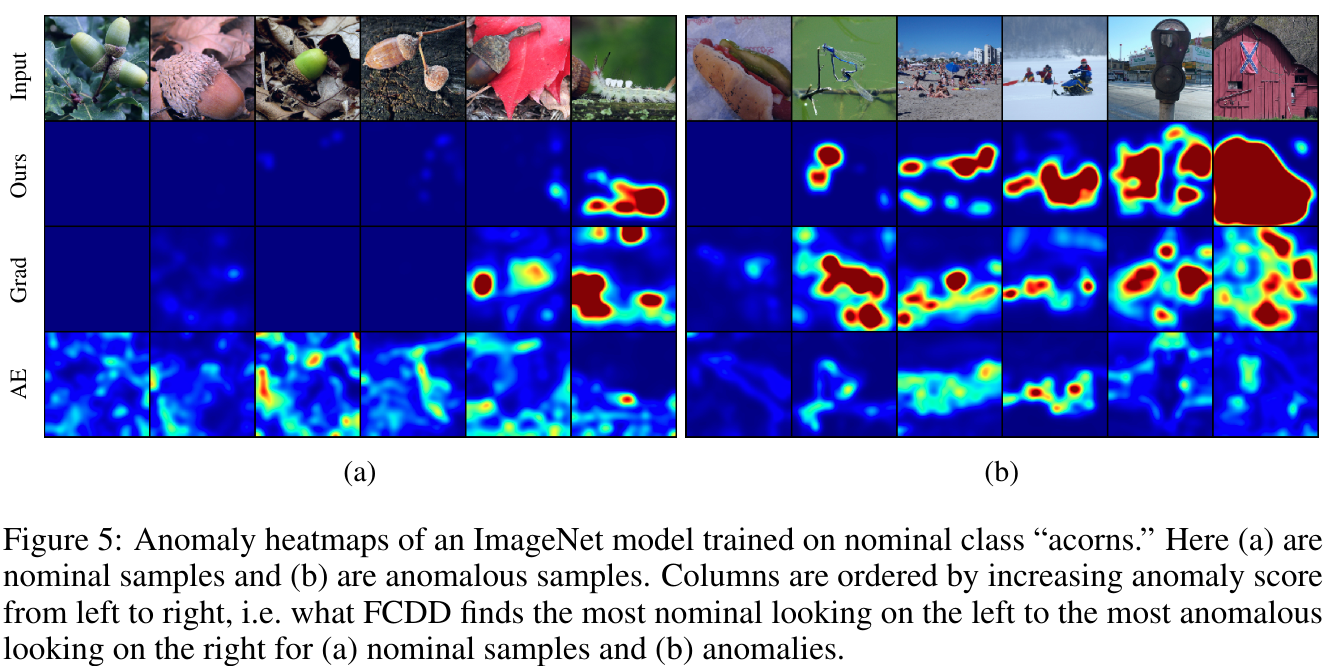 Input
Ours
Grad
AE
(a)
(b)
Figure 5: Anomaly heatmaps of an ImageNet model trained on nominal class “acorns.” Here (a) are
nominal samples and (b) are anomalous samples. Columns are ordered by increasing anomaly score
from left to right, i.e. what FCDD finds the most nominal looking on the left to the most anomalous
looking on the right for (a) nominal samples and (b) anomalies.